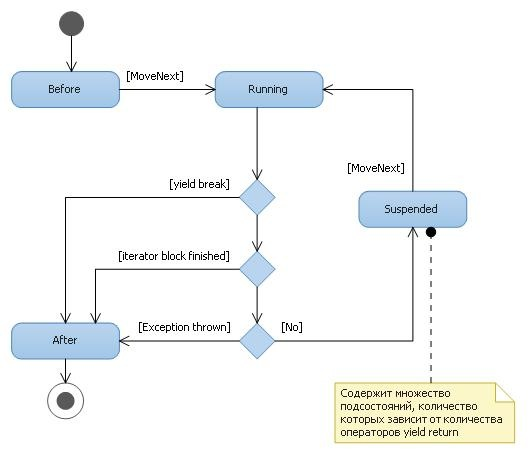 [MoveNext]
Before
Running
[MoveNext]
[yield break]
Suspended
[iterator block finished]
[Exception thrown]
[No]
After
Содержит множество
подсостояний, количество
которых зависит от количества
операторов yield return